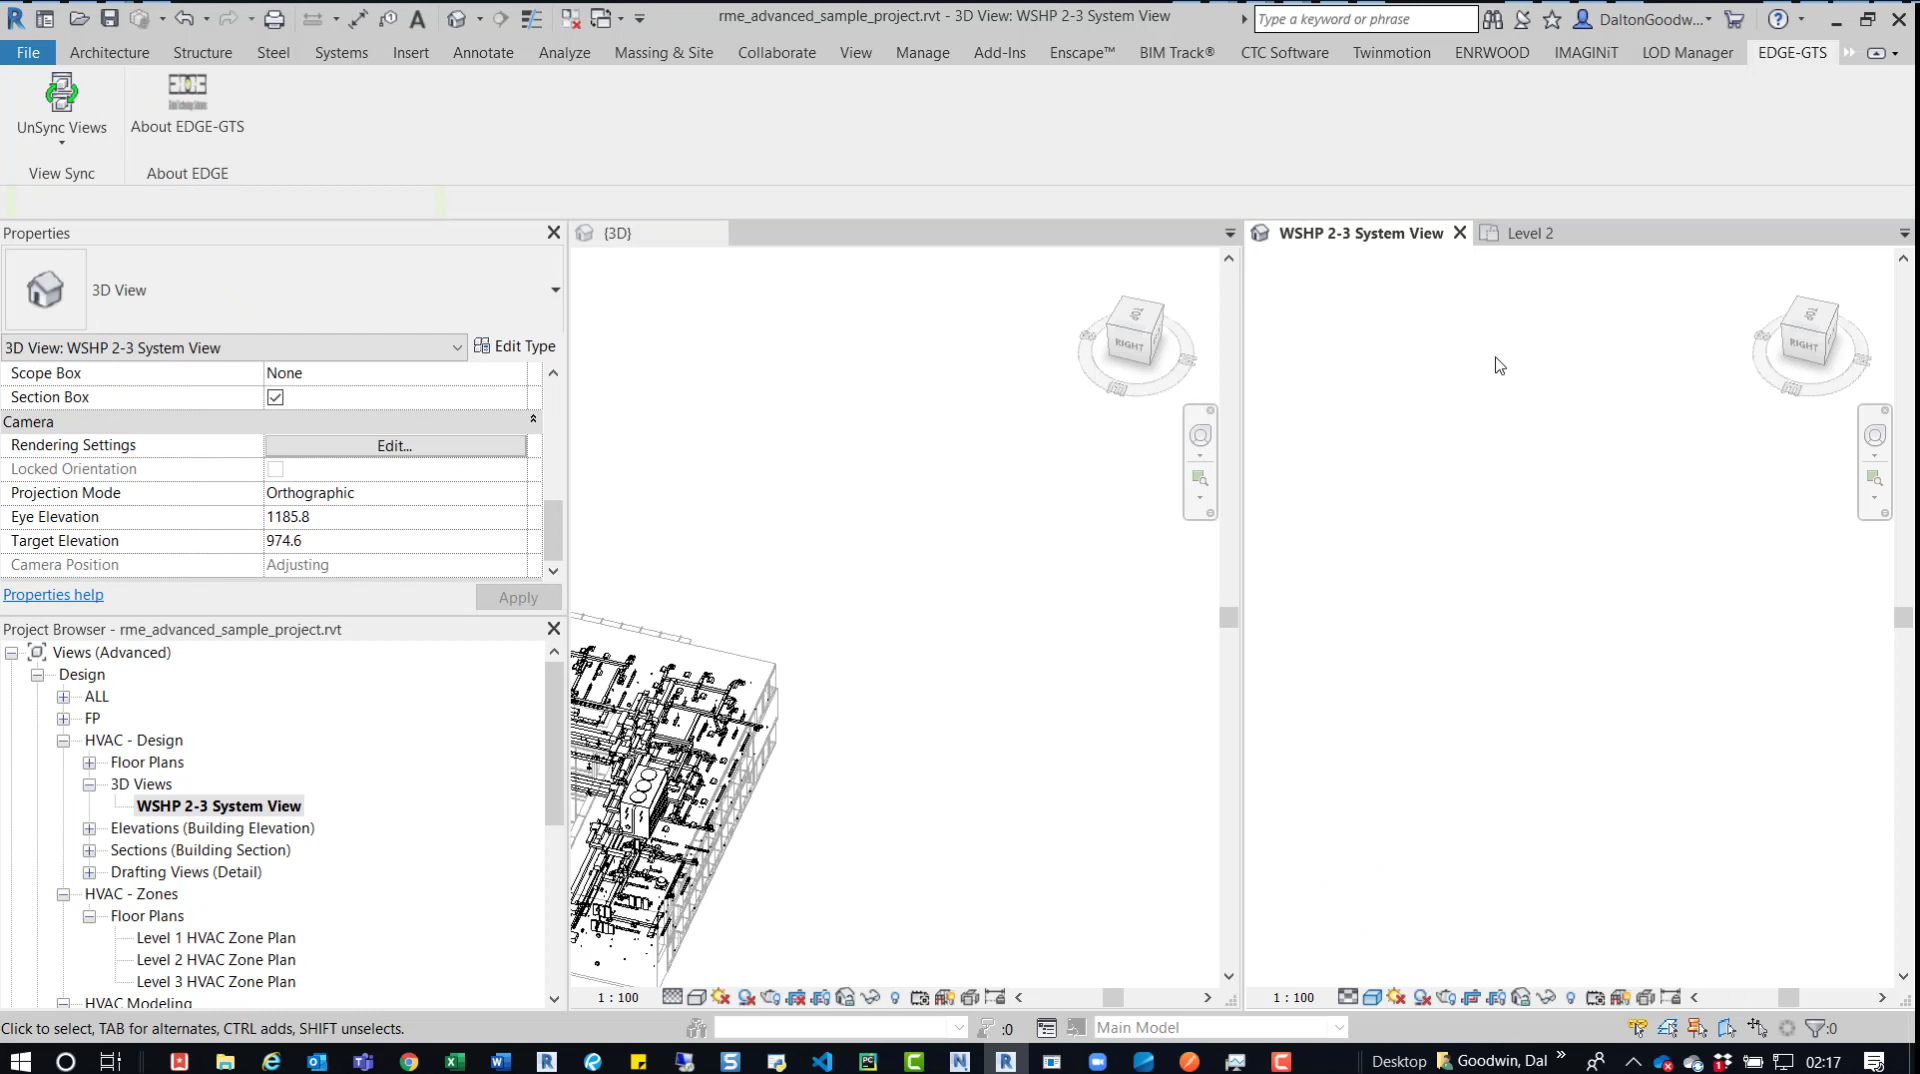 rme_advanced_sample_project.rvt - 3D View: WSHP 2-3 System View
Type a keyword or phrase
DaltonGoodw...
File Architecture Structure Steel Systems Insert Annotate Analyze Massing & Site Collaborate View Manage Add-Ins Enscape™ BIM Track® CTC Software Twinmotion ENRWOOD IMAGINiT LOD Manager EDGE-GTS
UnSync Views
About EDGE-GTS
View Sync
About EDGE
Properties
3D View
3D View: WSHP 2-3 System View
Edit Type
Scope Box None
Section Box
Camera
Rendering Settings Edit...
Locked Orientation
Projection Mode Orthographic
Eye Elevation 1185.8
Target Elevation 974.6
Camera Position Adjusting
Properties help
Apply
Project Browser - rme_advanced_sample_project.rvt
Views (Advanced)
Design
ALL
FP
HVAC - Design
Floor Plans
3D Views
WSHP 2-3 System View
Elevations (Building Elevation)
Sections (Building Section)
Drafting Views (Detail)
HVAC - Zones
Floor Plans
Level 1 HVAC Zone Plan
Level 2 HVAC Zone Plan
Level 3 HVAC Zone Plan
HVAC Modeling
{3D}
TOP
RIGHT
1 : 100
WSHP 2-3 System View
Level 2
TOP
RIGHT
1 : 100
Click to select, TAB for alternates, CTRL adds, SHIFT unselects.
:0
Main Model
:0
Desktop
Goodwin, Dal
02:17